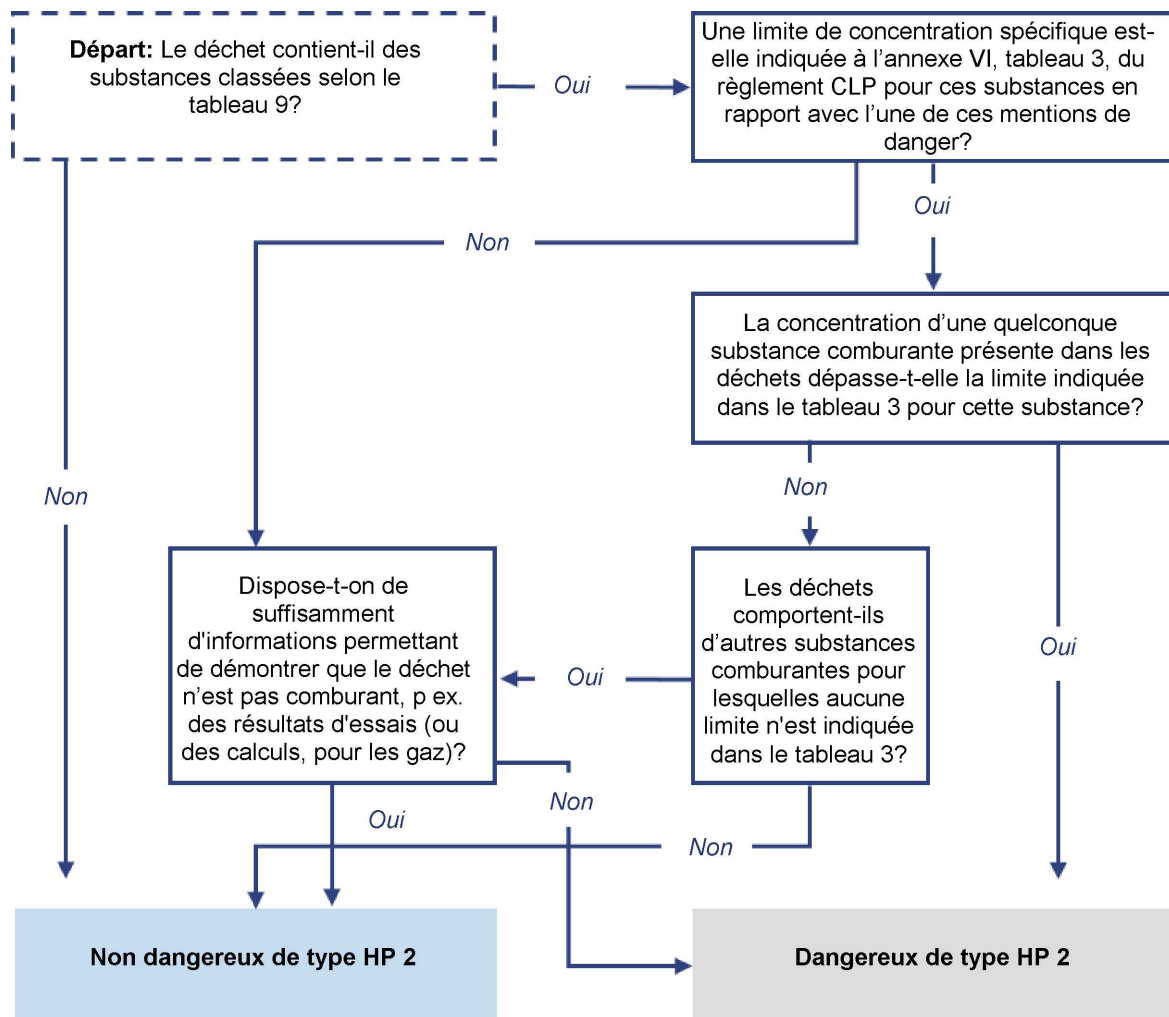 Départ: Le déchet contient-il des
substances classées selon le
tableau 9?
Oui
Une limite de concentration spécifique est-
elle indiquée à l’annexe VI, tableau 3, du
règlement CLP pour ces substances en
rapport avec l’une de ces mentions de
danger?
Oui
Non
La concentration d’une quelconque
substance comburante présente dans les
déchets dépasse-t-elle la limite indiquée
dans le tableau 3 pour cette substance?
Non
Non
Dispose-t-on de
suffisamment
d'informations permettant
de démontrer que le déchet
n’est pas comburant, p ex.
des résultats d'essais (ou
des calculs, pour les gaz)?
Oui
Les déchets
comportent-ils
d’autres substances
comburantes pour
lesquelles aucune
limite n'est indiquée
dans le tableau 3?
Oui
Non
Oui
Non
Non dangereux de type HP 2
Dangereux de type HP 2